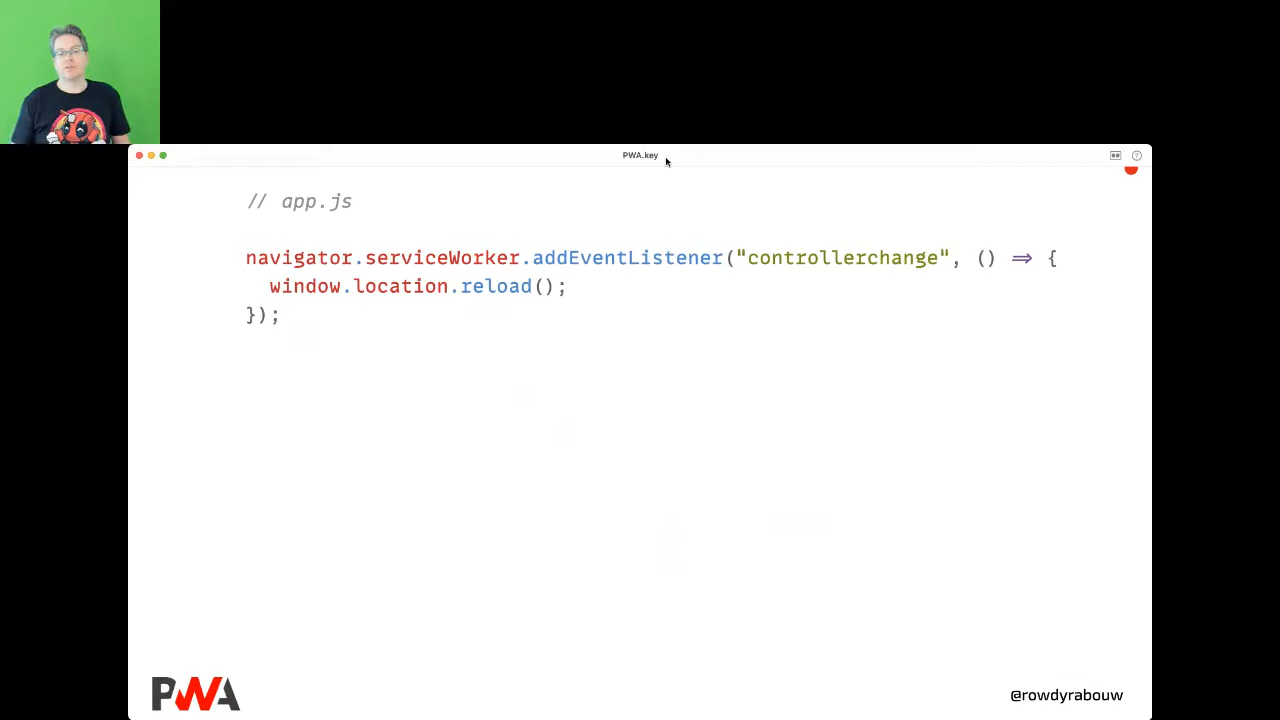 PWA.key
// app.js
navigator.serviceWorker.addEventListener("controllerchange", () => {
window.location.reload();
});
PWA
@rowdyrabouw